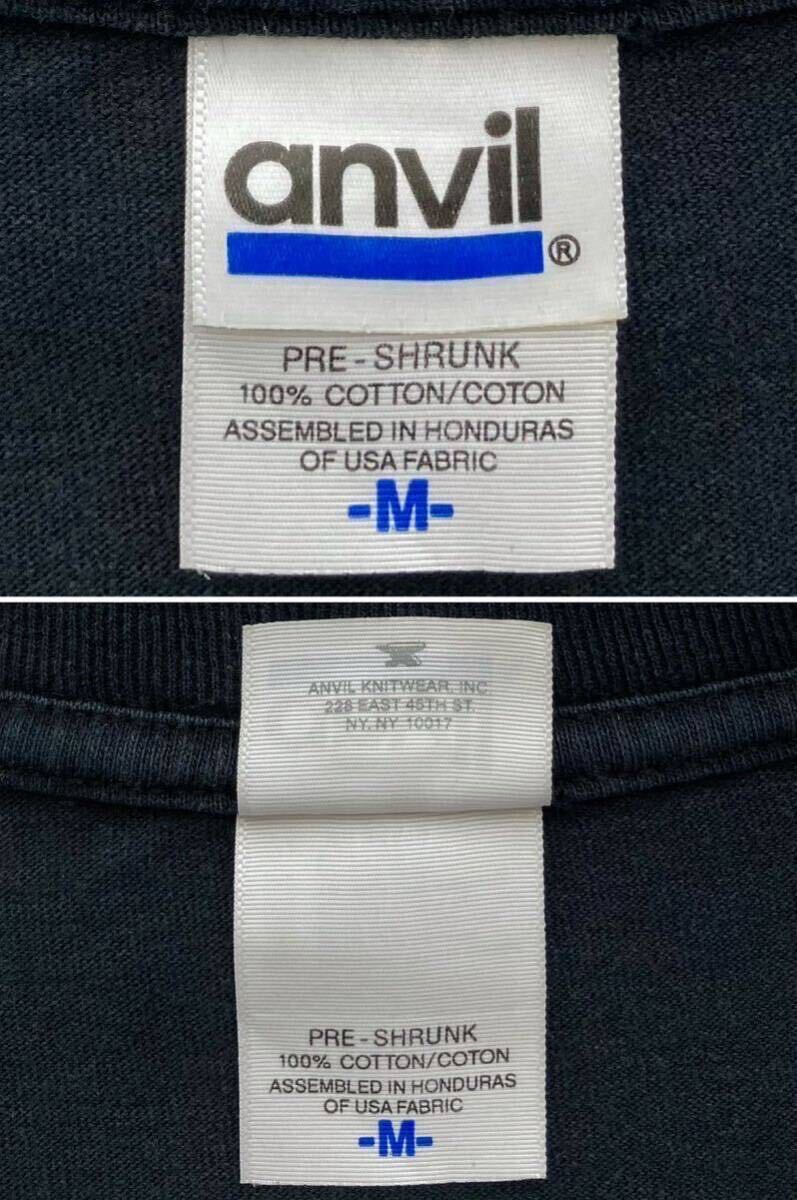 anvil
®
PRE-SHRUNK
100% COTTON/COTON
ASSEMBLED IN HONDURAS
OF USA FABRIC
-M-
ANVIL KNITWEAR, INC.
228 EAST 45TH ST.
NY, NY 10017
PRE-SHRUNK
100% COTTON/COTON
ASSEMBLED IN HONDURAS
OF USA FABRIC
-M-